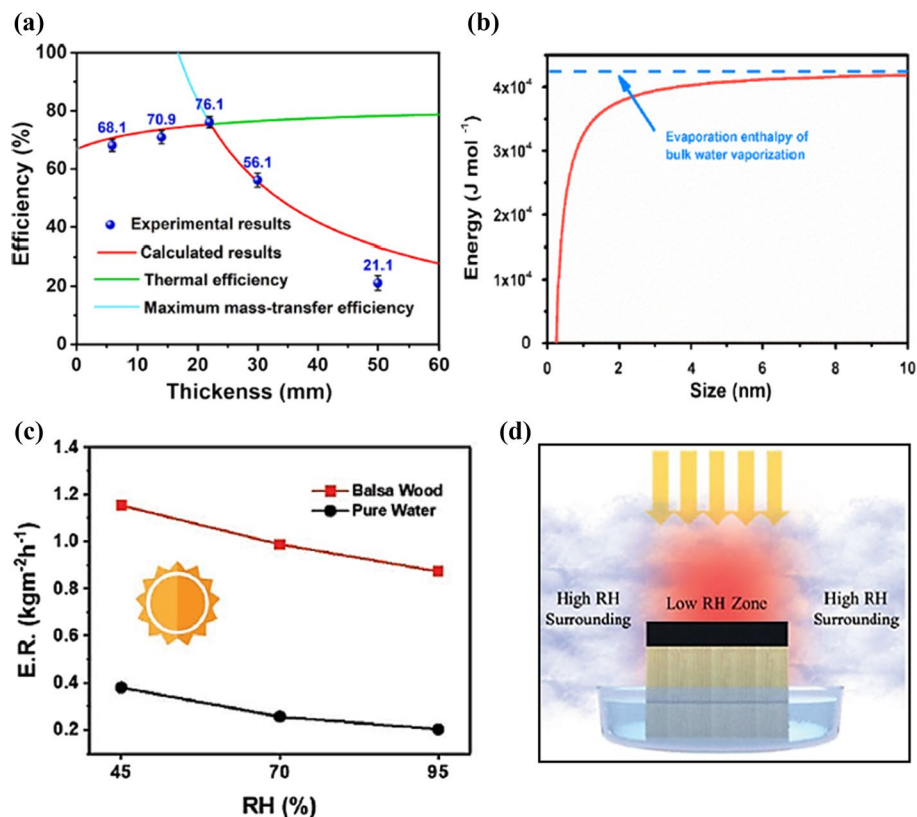 (a)
Efficiency (%)
100
80
60
40
20
0
68.1
70.9
76.1
56.1
21.1
Experimental results
Calculated results
Thermal efficiency
Maximum mass-transfer efficiency
0 10 20 30 40 50 60
Thickenss (mm)
(b)
Energy (J mol ⁻¹)
4x10⁴
3x10⁴
2x10⁴
4x10⁴
Evaporation enthalpy of
bulk water vaporization
0 2 4 6 8 10
Size (nm)
(c)
E.R. (kgm⁻²h⁻¹)
1.4
1.2
1.0
0.8
0.6
0.4
0.2
Balsa Wood
Pure Water
45 70 95
RH (%)
(d)
High RH
Surrounding
Low RH Zone
High RH
Surrounding